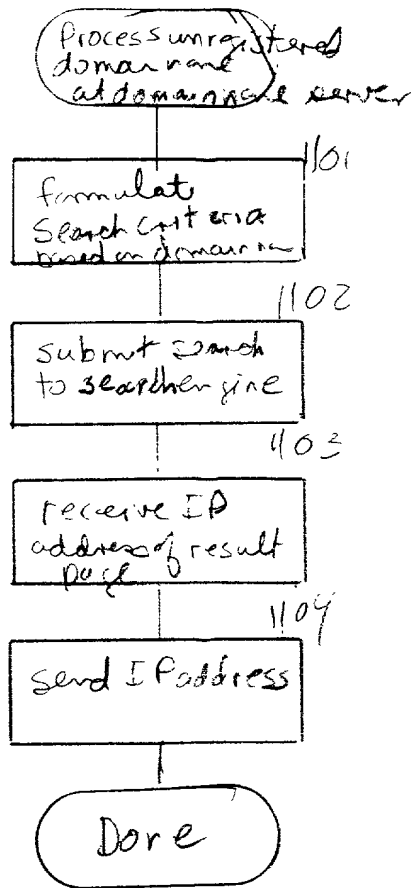 Process unregistered
domain name
at domain name server
1101
formulate
search criteria
based on domain na
1102
submit search
to search engine
1103
receive IP
address of result
page
1104
send IP address
Done